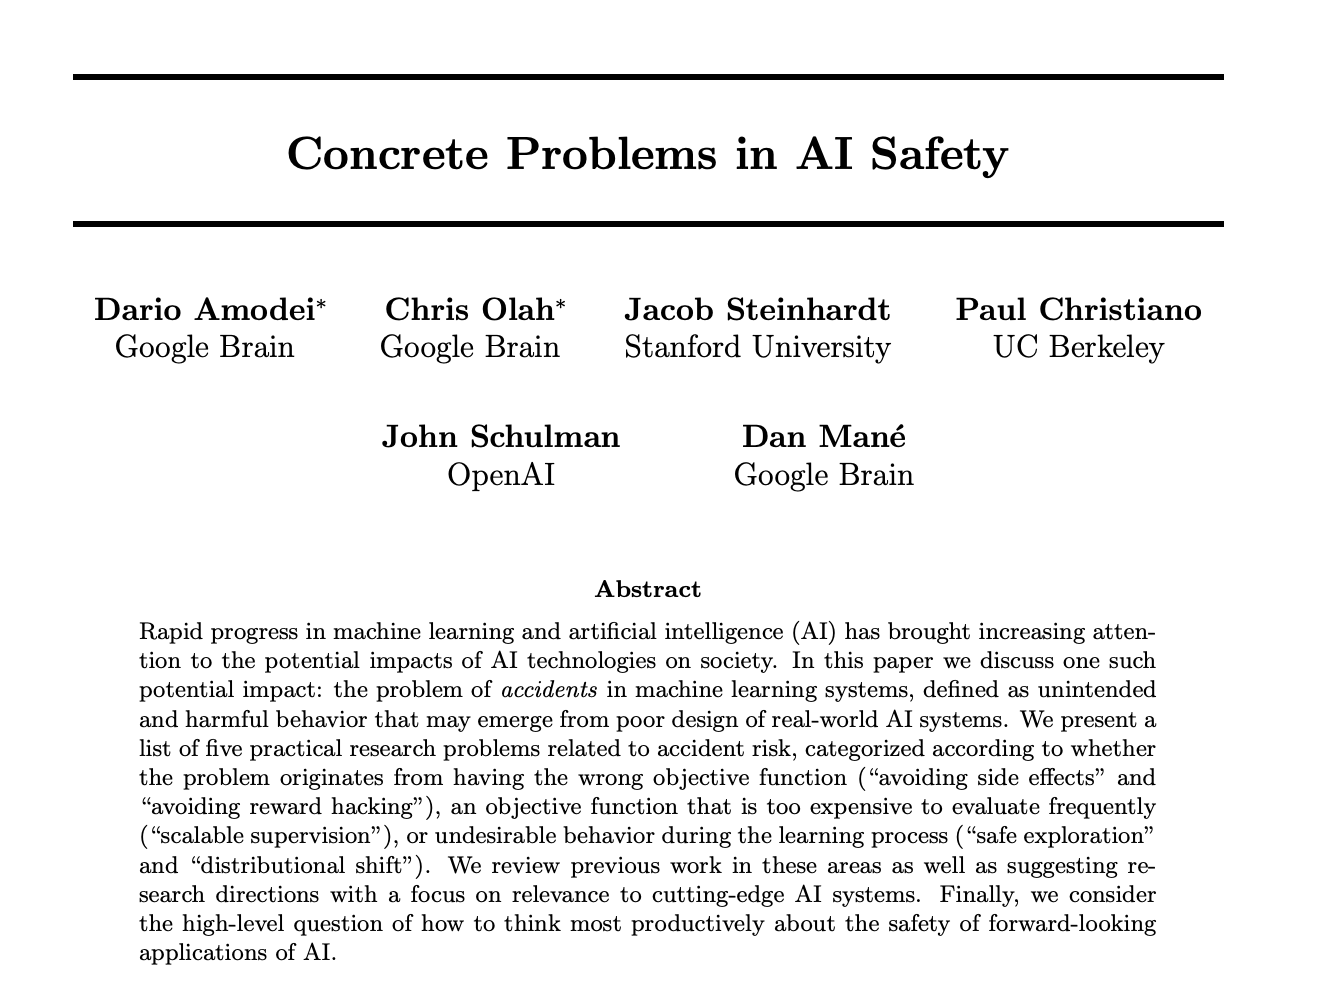 Concrete Problems in AI Safety
Dario Amodei* Chris Olah* Jacob Steinhardt Paul Christiano
Google Brain Google Brain Stanford University UC Berkeley
John Schulman Dan Mané
OpenAI Google Brain
Abstract
Rapid progress in machine learning and artificial intelligence (AI) has brought increasing atten-
tion to the potential impacts of AI technologies on society. In this paper we discuss one such
potential impact: the problem of accidents in machine learning systems, defined as unintended
and harmful behavior that may emerge from poor design of real-world AI systems. We present a
list of five practical research problems related to accident risk, categorized according to whether
the problem originates from having the wrong objective function (“avoiding side effects” and
“avoiding reward hacking”), an objective function that is too expensive to evaluate frequently
(“scalable supervision”), or undesirable behavior during the learning process (“safe exploration”
and “distributional shift”). We review previous work in these areas as well as suggesting re-
search directions with a focus on relevance to cutting-edge AI systems. Finally, we consider
the high-level question of how to think most productively about the safety of forward-looking
applications of AI.